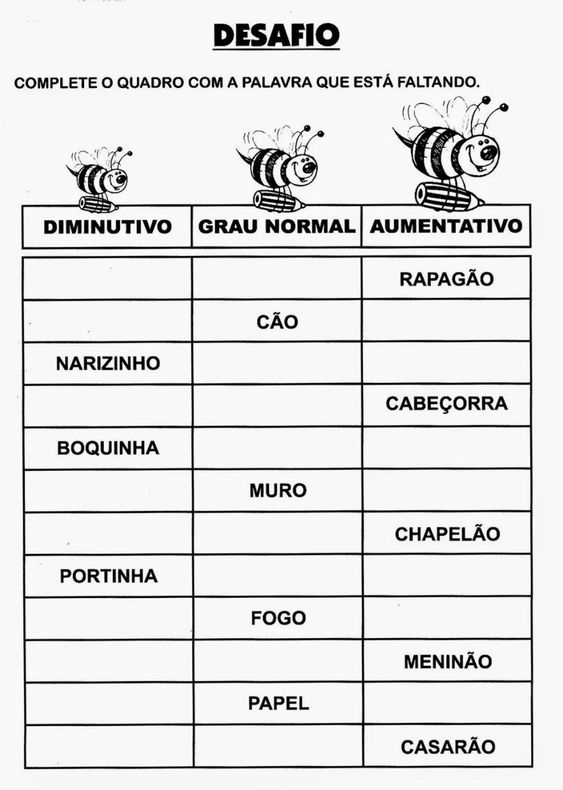 DESAFIO
COMPLETE O QUADRO COM A PALAVRA QUE ESTÁ FALTANDO.
DIMINUTIVO GRAU NORMAL AUMENTATIVO
RAPAGÃO
CÃO
NARIZINHO
CABEÇORRA
BOQUINHA
MURO
CHAPELÃO
PORTINHA
FOGO
MENINÃO
PAPEL
CASARÃO